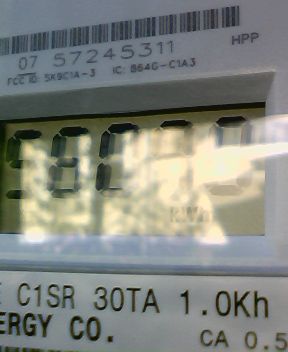 HPP
07 57245311
FCC ID: SK9C1A-3 IC: 864G-C1A3
kWh
C1SR 30TA 1.0Kh
ERGY CO.
CA 0.5